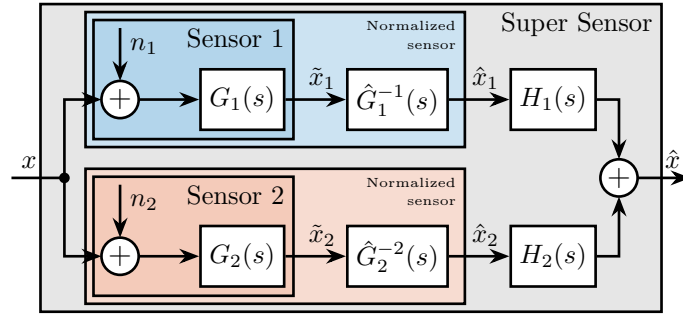 Super Sensor
Sensor 1
Normalized
sensor
n₁
+
G₁(s)
x̃₁
Ĝ₁⁻¹(s)
x̂₁
H₁(s)
x
+
x̂
Sensor 2
Normalized
sensor
n₂
+
G₂(s)
x̃₂
Ĝ₂⁻²(s)
x̂₂
H₂(s)